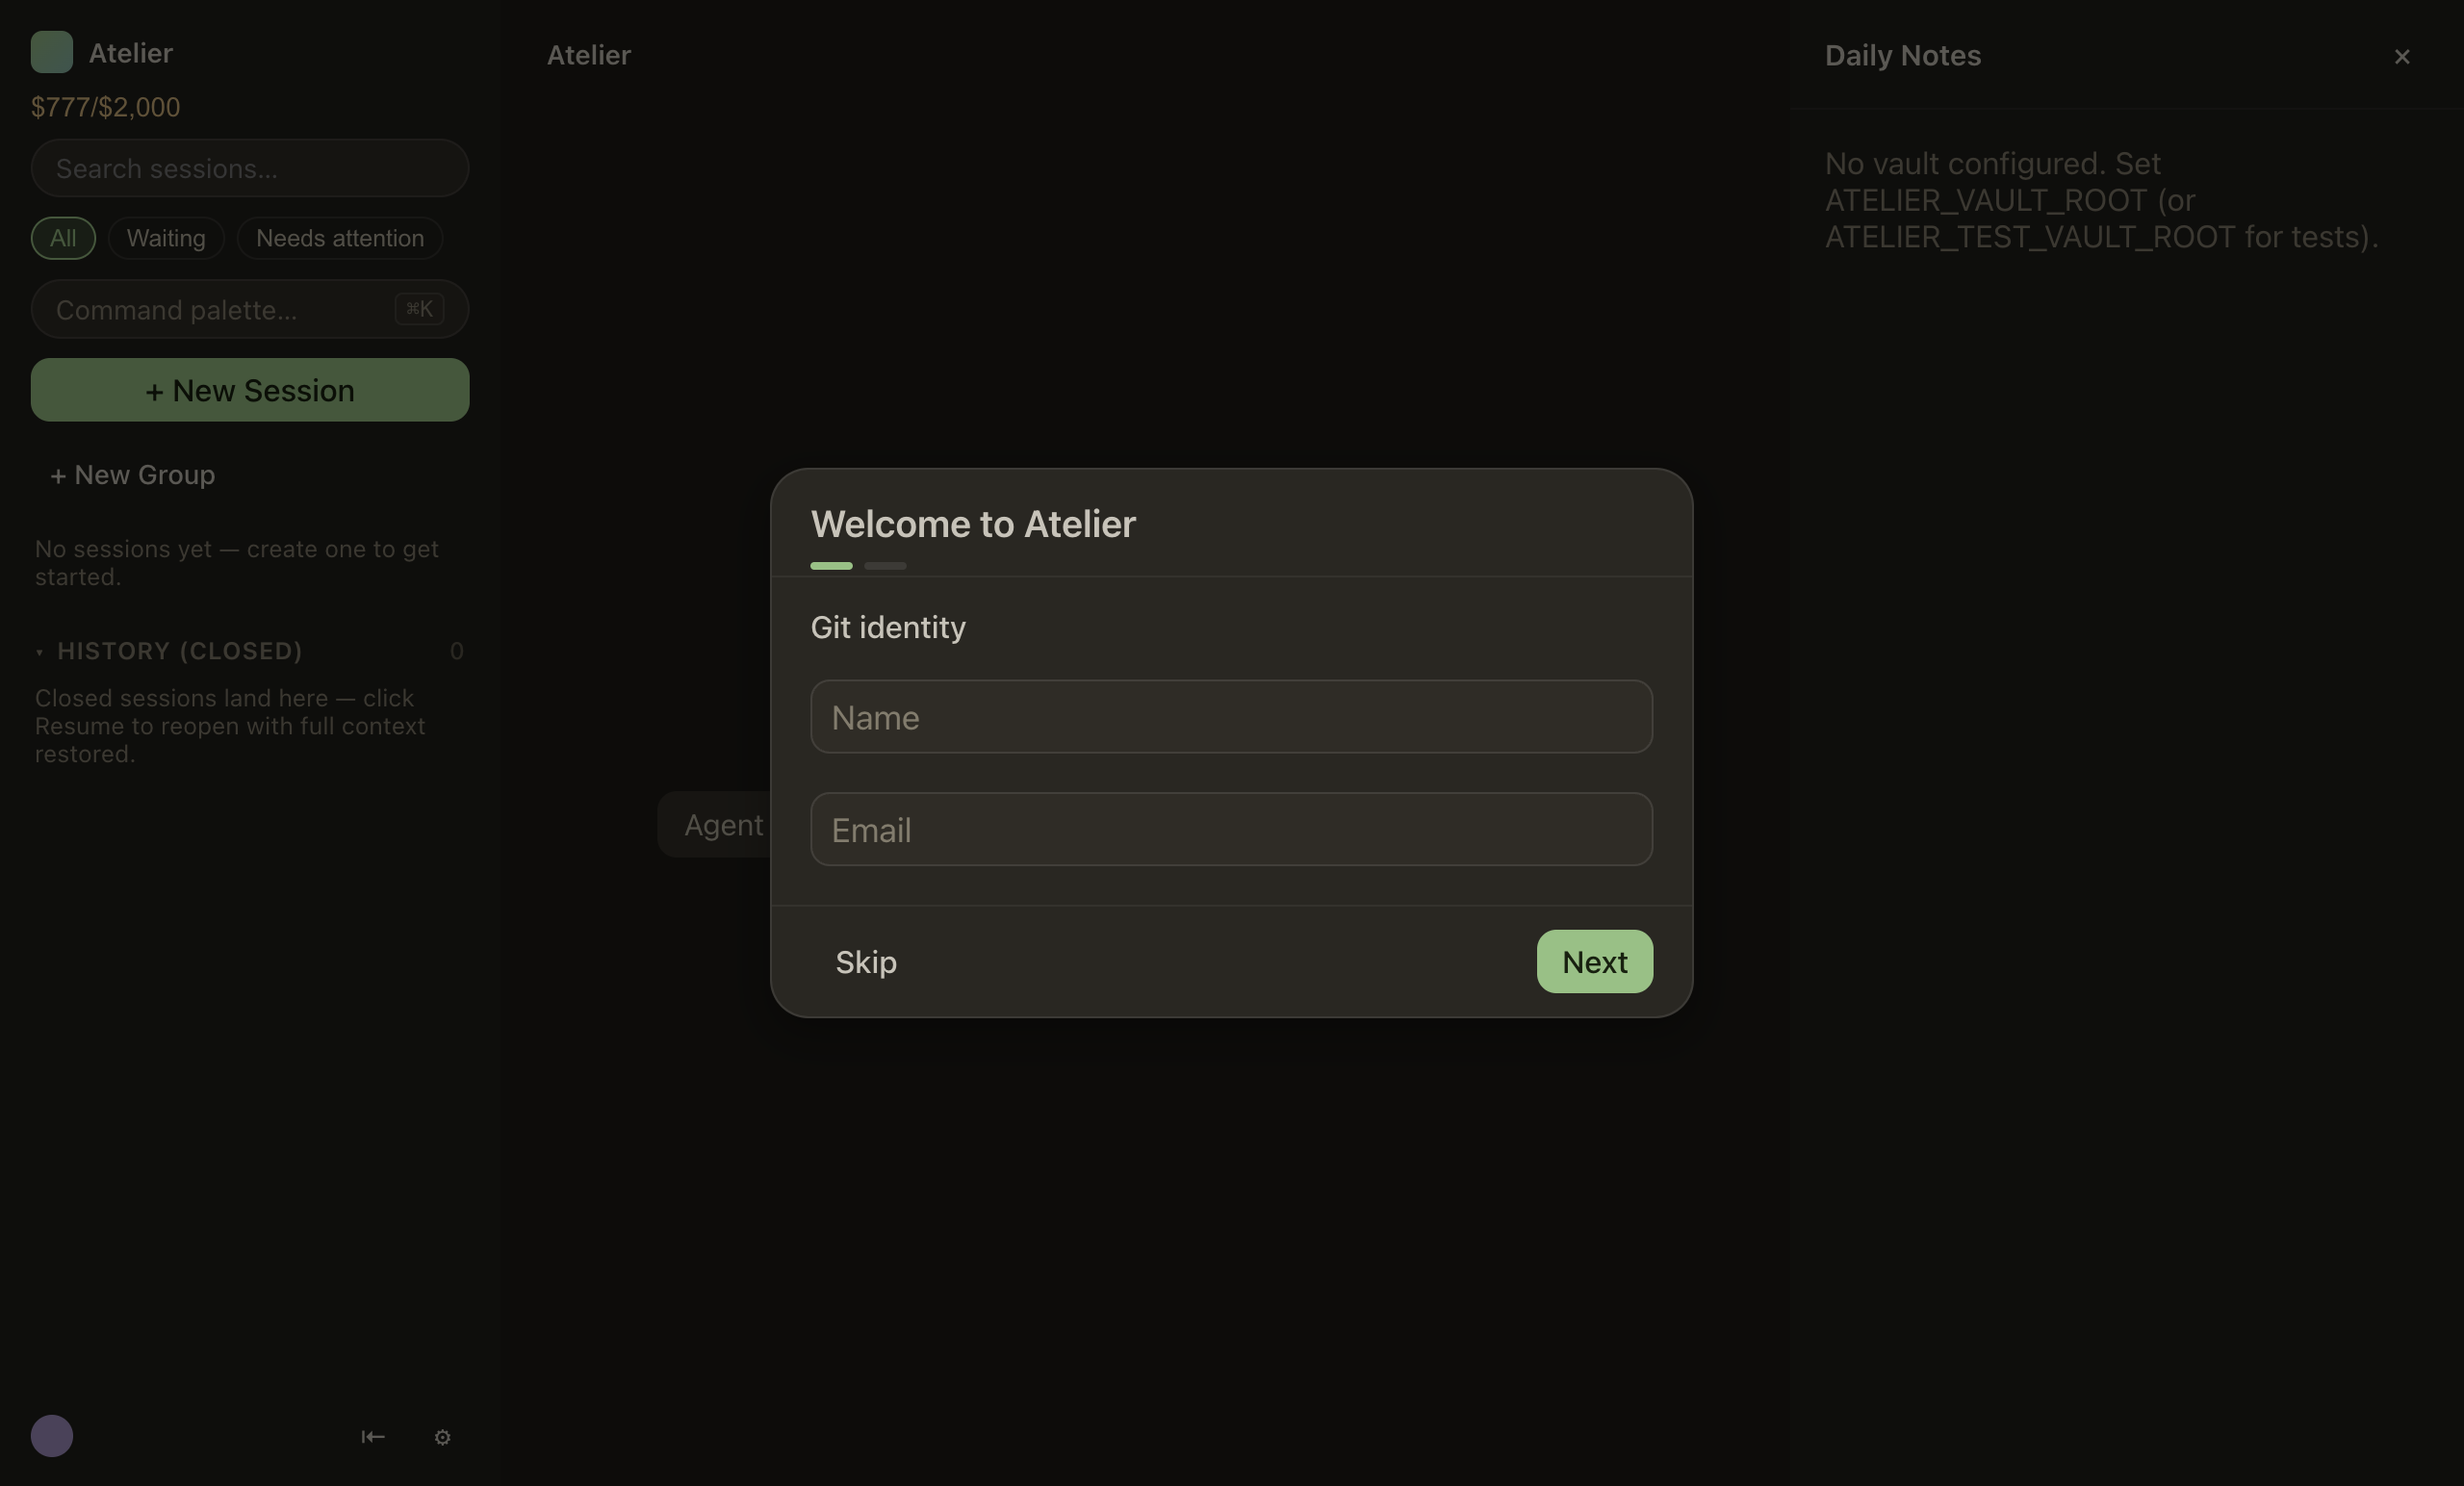 Atelier
$777/$2,000
Search sessions...
All
Waiting
Needs attention
Command palette...
⌘K
+ New Session
+ New Group
No sessions yet — create one to get
started.
▾ HISTORY (CLOSED)
0
Closed sessions land here — click
Resume to reopen with full context
restored.
Atelier
Agent
Welcome to Atelier
Git identity
Name
Email
Skip
Next
Daily Notes
×
No vault configured. Set
ATELIER_VAULT_ROOT (or
ATELIER_TEST_VAULT_ROOT for tests).